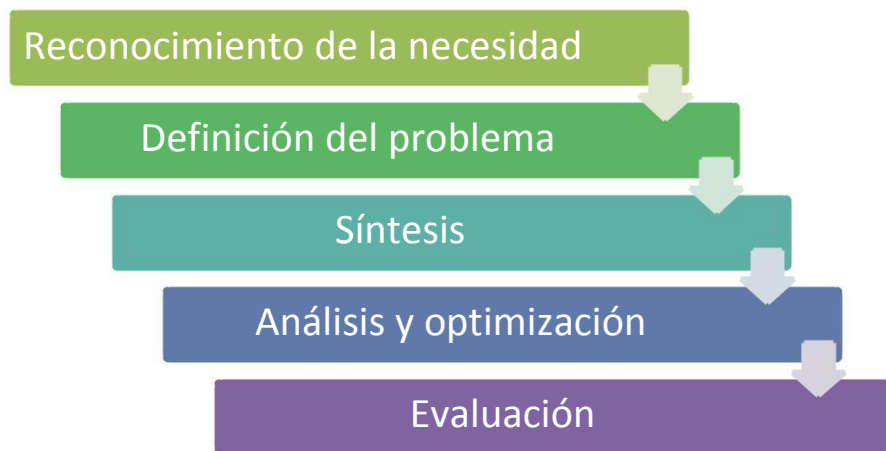 Reconocimiento de la necesidad
Definición del problema
Síntesis
Análisis y optimización
Evaluación